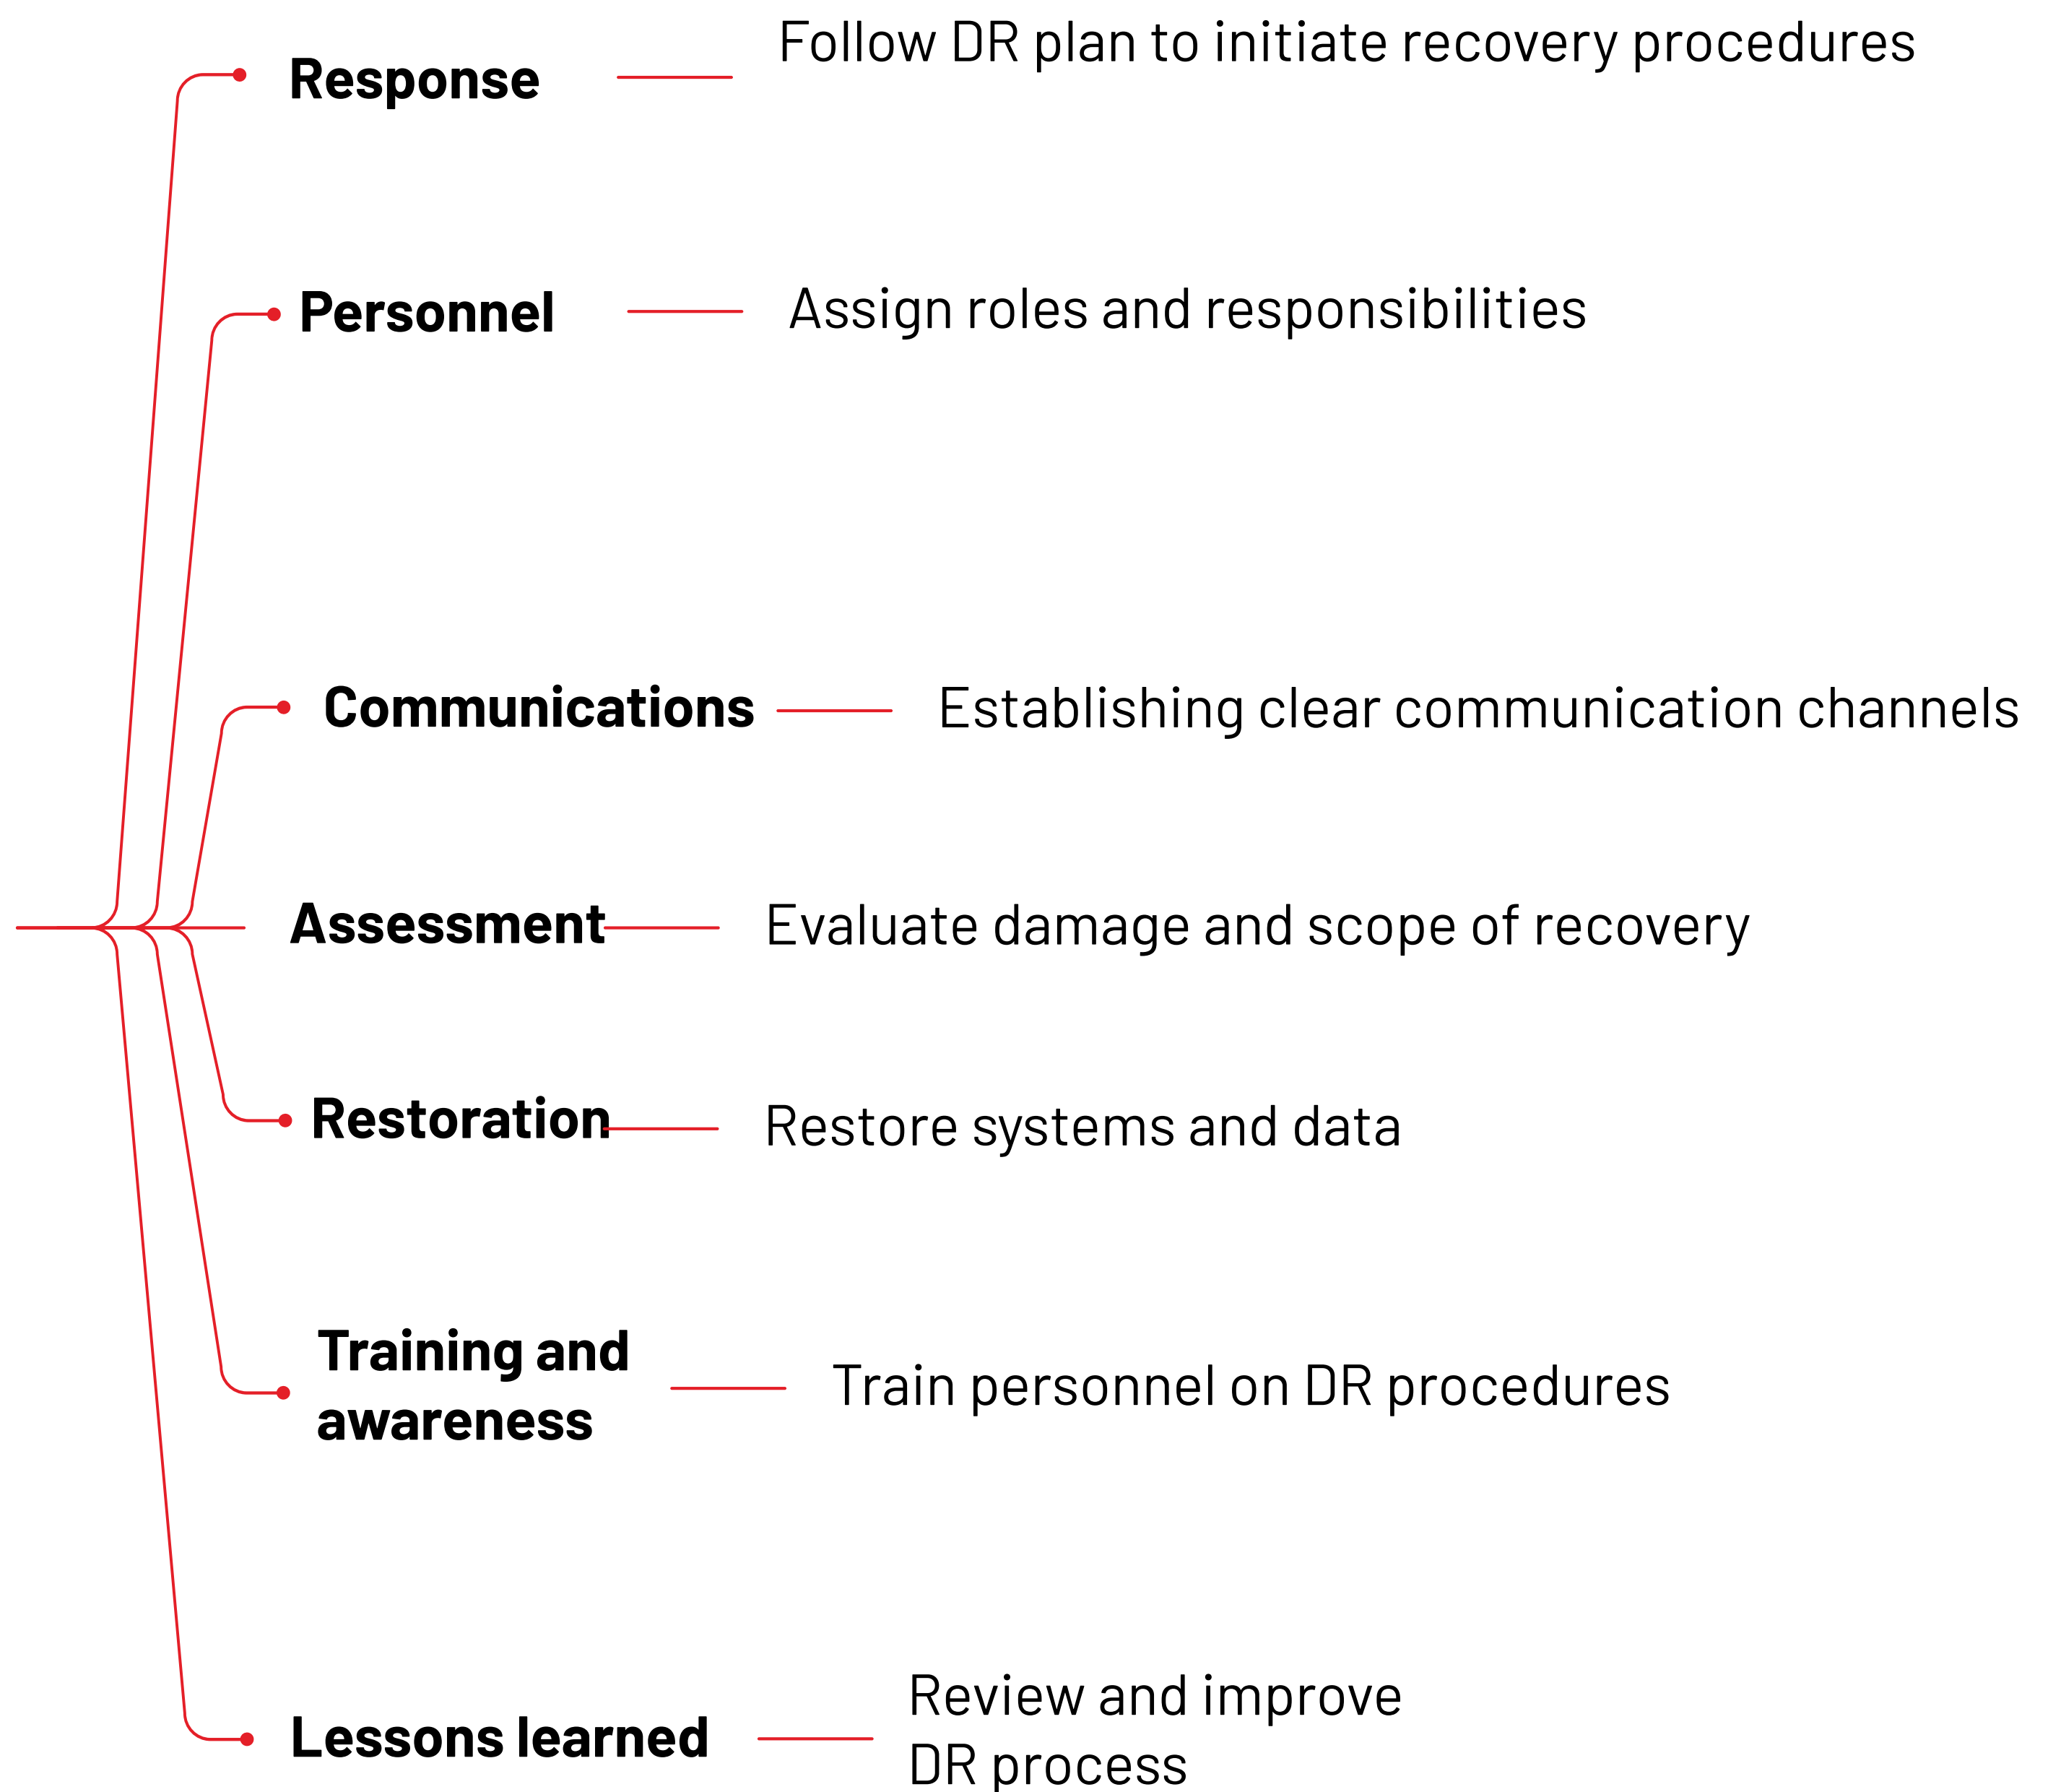 Response
Follow DR plan to initiate recovery procedures
Personnel
Assign roles and responsibilities
Communications
Establishing clear communication channels
Assessment
Evaluate damage and scope of recovery
Restoration
Restore systems and data
Training and
awareness
Train personnel on DR procedures
Lessons learned
Review and improve
DR process